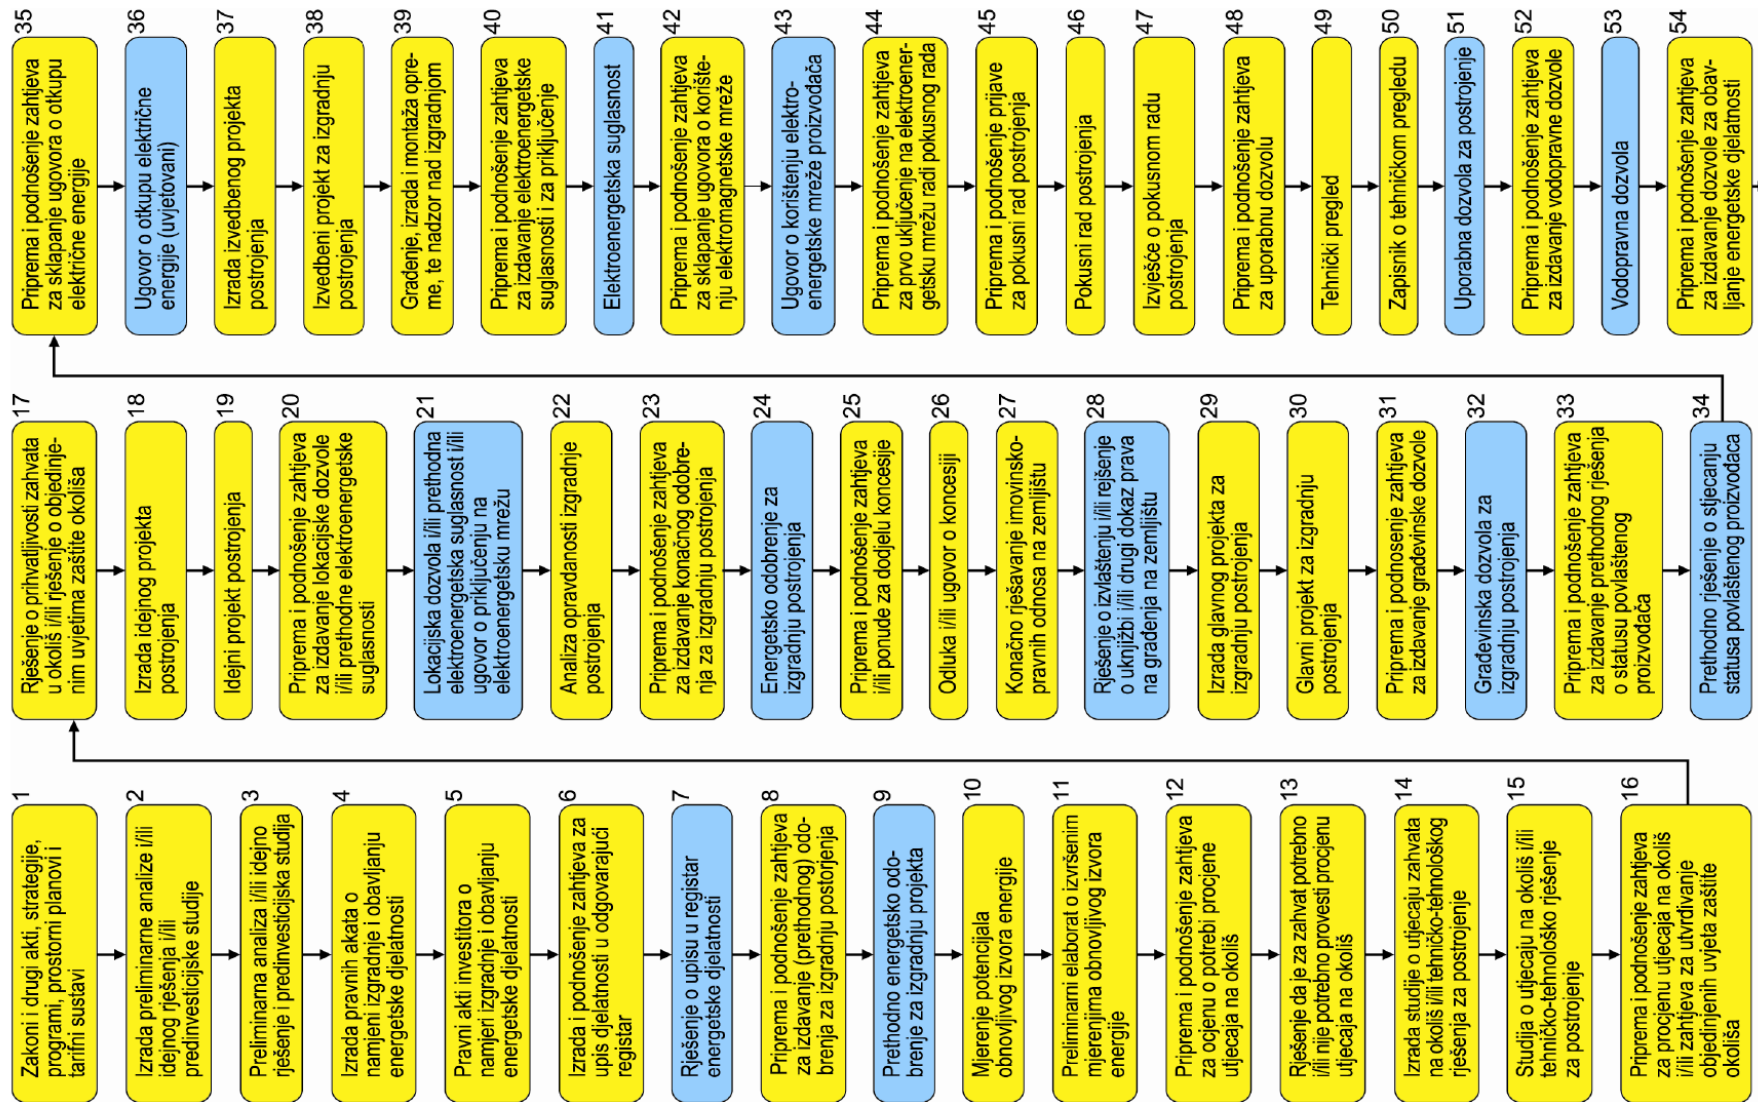 1
Zakoni i drugi akti, strategije,
programi, prostorni planovi i
tarifni sustavi
2
Izrada preliminarne analize i/ili
idejnog rješenja i/ili
predinvesticijske studije
3
Preliminarna analiza i/ili idejno
rješenje i predinvesticijska studija
4
Izrada pravnih akata o
namjeni izgradnje i obavljanju
energetske djelatnosti
5
Pravni akti investitora o
namjeri izgradnje i obavljanju
energetske djelatnosti
6
Izrada i podnošenje zahtjeva za
upis djelatnosti u odgovarajući
registar
7
Rješenje o upisu u registar
energetske djelatnosti
8
Priprema i podnošenje zahtjeva
za izdavanje (prethodnog) odo-
brenja za izgradnju postorjenja
9
Prethodno energetsko odo-
brenje za izgradnju projekta
10
Mjerenje potencijala
obnovljivog izvora energije
11
Preliminarni elaborat o izvršenim
mjerenjima obnovljivog izvora
energije
12
Priprema i podnošenje zahtjeva
za ocjenu o potrebi procjene
utjecaja na okoliš
13
Rješenje da je za zahvat potrebno
i/ili nije potrebno provesti procjenu
utjecaja na okoliš
14
Izrada studije o utjecaju zahvata
na okoliš i/ili tehničko-tehnološkog
rješenja za postrojenje
15
Studija o utjecaju na okoliš i/ili
tehničko-tehnološko rješenje
za postrojenje
16
Priprema i podnošenje zahtjeva
za procjenu utjecaja na okoliš
i/ili zahtjeva za utvrđivanje
objedinjenih uvjeta zaštite
okoliša
17
Rješenje o prihvatljivosti zahvata
u okoliš i/ili rješenje o objedinje-
nim uvjetima zaštite okoliša
18
Izrada idejnog projekta
postrojenja
19
Idejni projekt postrojenja
20
Priprema i podnošenje zahtjeva
za izdavanje lokacijske dozvole
i/ili prethodne elektroenergetske
suglasnosti
21
Lokacijska dozvola i/ili prethodna
elektroenergetska suglasnost i/ili
ugovor o priključenju na
elektroenergetsku mrežu
22
Analiza opravdanosti izgradnje
postrojenja
23
Priprema i podnošenje zahtjeva
za izdavanje konačnog odobre-
nja za izgradnju postrojenja
24
Energetsko odobrenje za
izgradnju postrojenja
25
Priprema i podnošenje zahtjeva
i/ili ponude za dodjelu koncesije
26
Odluka i/ili ugovor o koncesiji
27
Konačno rješavanje imovinsko-
pravnih odnosa na zemljištu
28
Rješenje o izvlaštenju i/ili rejšenje
o uknjižbi i/ili drugi dokaz prava
na građenja na zemljištu
29
Izrada glavnog projekta za
izgradnju postrojenja
30
Glavni projekt za izgradnju
postrojenja
31
Priprema i podnošenje zahtjeva
za izdavanje građevinske dozvole
32
Građevinska dozvola za
izgradnju postrojenja
33
Priprema i podnošenje zahtjeva
za izdavanje prethodnog rješenja
o statusu povlaštenog
proizvođača
34
Prethodno rješenje o stjecanju
statusa povlaštenog proizvođača
35
Priprema i podnošenje zahtjeva
za sklapanje ugovora o otkupu
električne energije
36
Ugovor o otkupu električne
energije (uvjetovani)
37
Izrada izvedbenog projekta
postrojenja
38
Izvedbeni projekt za izgradnju
postrojenja
39
Građenje, izrada i montaža opre-
me, te nadzor nad izgradnjom
40
Priprema i podnošenje zahtjeva
za izdavanje elektroenergetske
suglasnosti i za priključenje
41
Elektroenergetska suglasnost
42
Priprema i podnošenje zahtjeva
za sklapanje ugovora o korište-
nju elektromagnetske mreže
43
Ugovor o korištenju elektro-
energetske mreže proizvođača
44
Priprema i podnošenje zahtjeva
za prvo uključenje na elektroener-
getsku mrežu radi pokusnog rada
45
Priprema i podnošenje prijave
za pokusni rad postrojenja
46
Pokusni rad postrojenja
47
Izvješće o pokusnom radu
postrojenja
48
Priprema i podnošenje zahtjeva
za uporabnu dozvolu
49
Tehnički pregled
50
Zapisnik o tehničkom pregledu
51
Uporabna dozvola za postrojenje
52
Priprema i podnošenje zahtjeva
za izdavanje vodopravne dozvole
53
Vodopravna dozvola
54
Priprema i podnošenje zahtjeva
za izdavanje dozvole za obav-
ljanje energetske djelatnosti